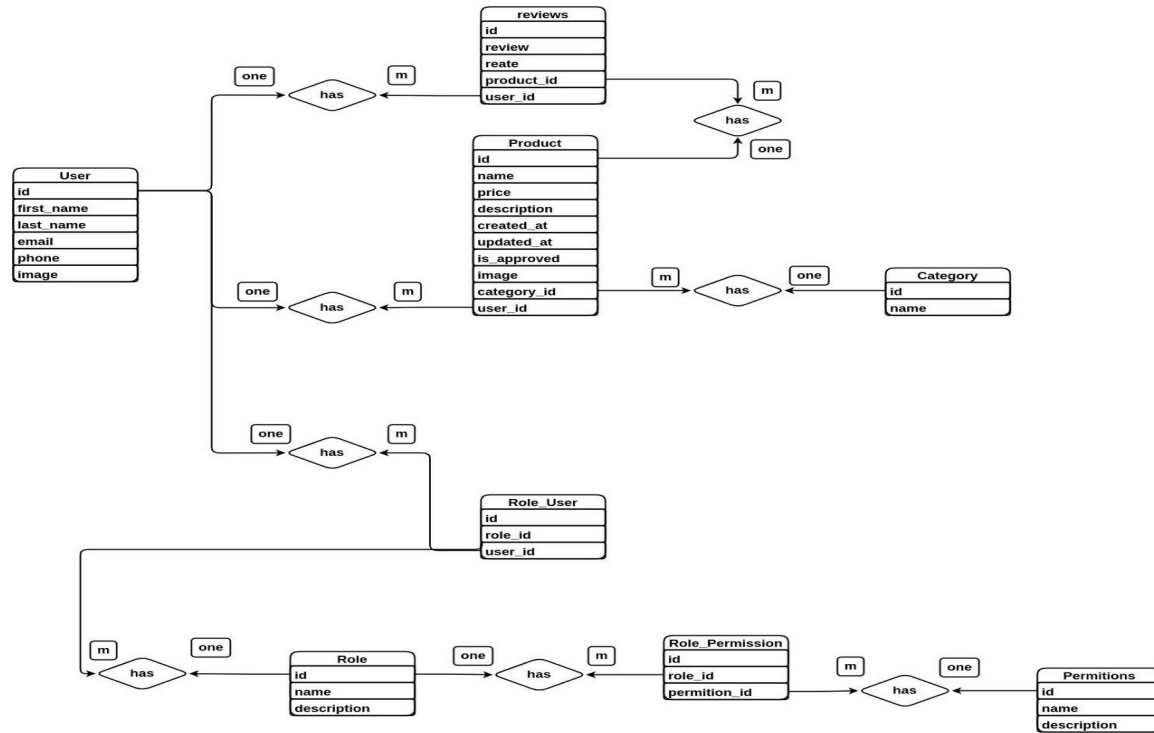 reviews
id
review
reate
product_id
user_id
one
has
m
m
has
one
Product
id
name
price
description
created_at
updated_at
is_approved
image
category_id
user_id
User
id
first_name
last_name
email
phone
image
one
has
m
m
has
one
Category
id
name
one
has
m
Role_User
id
role_id
user_id
m
has
one
Role
id
name
description
one
has
m
Role_Permission
id
role_id
permition_id
m
has
one
Permitions
id
name
description